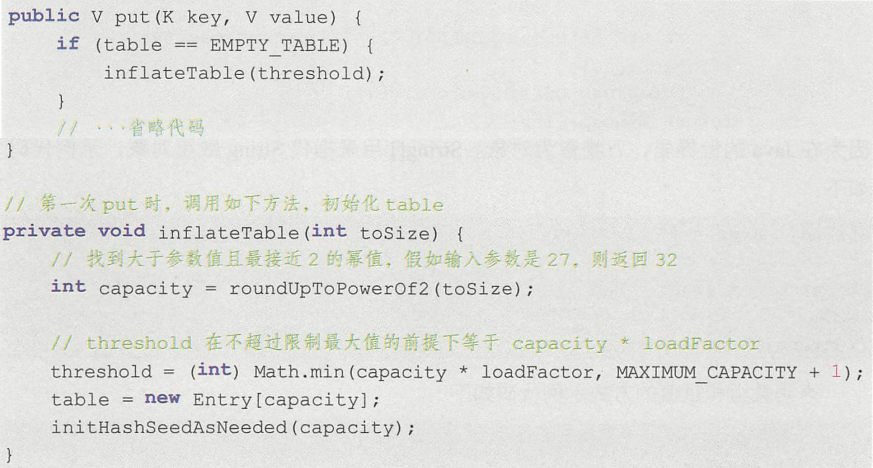 public V put(K key, V value) {
    if (table == EMPTY_TABLE) {
        inflateTable(threshold);
    }
    // ···省略代码
}
// 第一次 put 时，调用如下方法，初始化 table
private void inflateTable(int toSize) {
    // 找到大于参数值且最接近 2 的幂值，假如输入参数是 27，则返回 32
    int capacity = roundUpToPowerOf2(toSize);
    // threshold 在不超过限制最大值的前提下等于 capacity * loadFactor
    threshold = (int) Math.min(capacity * loadFactor, MAXIMUM_CAPACITY + 1);
    table = new Entry[capacity];
    initHashSeedAsNeeded(capacity);
}